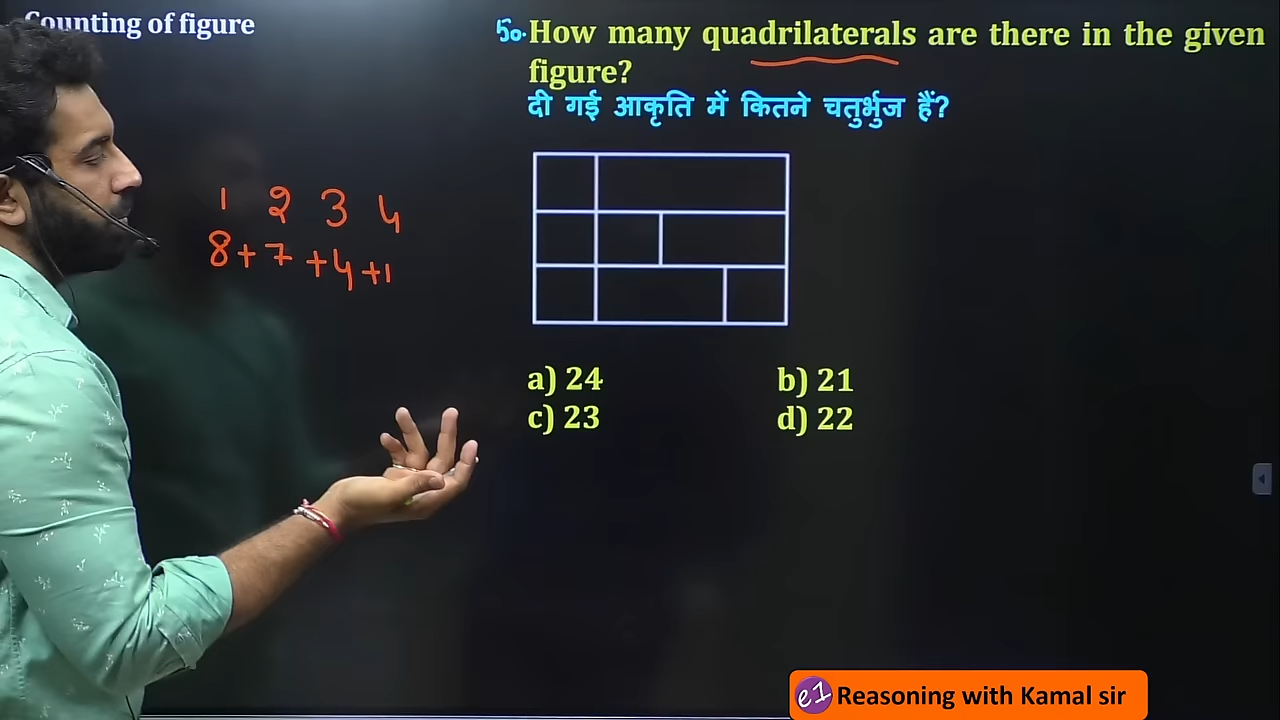 Counting of figure
50. How many quadrilaterals are there in the given
figure?
दी गई आकृति में कितने चतुर्भुज हैं?
1 2 3 4
8+7+4+1
a) 24 b) 21
c) 23 d) 22
e1 Reasoning with Kamal sir